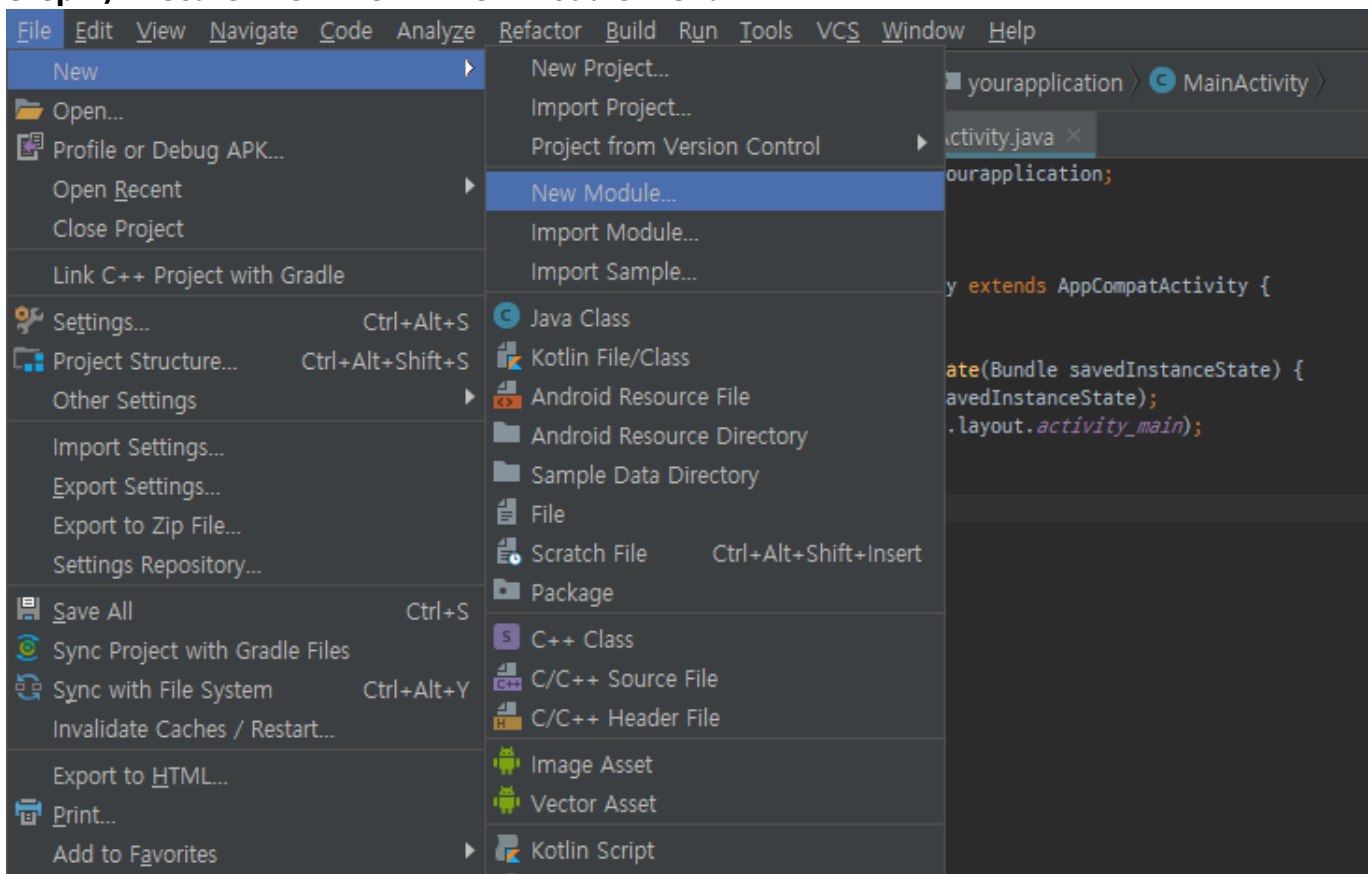 File Edit View Navigate Code Analyze Refactor Build Run Tools VCS Window Help
New
Open...
Profile or Debug APK...
Open Recent
Close Project
Link C++ Project with Gradle
Settings... Ctrl+Alt+S
Project Structure... Ctrl+Alt+Shift+S
Other Settings
Import Settings...
Export Settings...
Export to Zip File...
Settings Repository...
Save All Ctrl+S
Sync Project with Gradle Files
Sync with File System Ctrl+Alt+Y
Invalidate Caches / Restart...
Export to HTML...
Print...
Add to Favorites
New Project...
Import Project...
Project from Version Control
New Module...
Import Module...
Import Sample...
Java Class
Kotlin File/Class
Android Resource File
Android Resource Directory
Sample Data Directory
File
Scratch File Ctrl+Alt+Shift+Insert
Package
C++ Class
C/C++ Source File
C/C++ Header File
Image Asset
Vector Asset
Kotlin Script
yourapplication MainActivity
ctivity.java
ourapplication;
y extends AppCompatActivity {
ate(Bundle savedInstanceState) {
avedInstanceState);
.layout.activity_main);